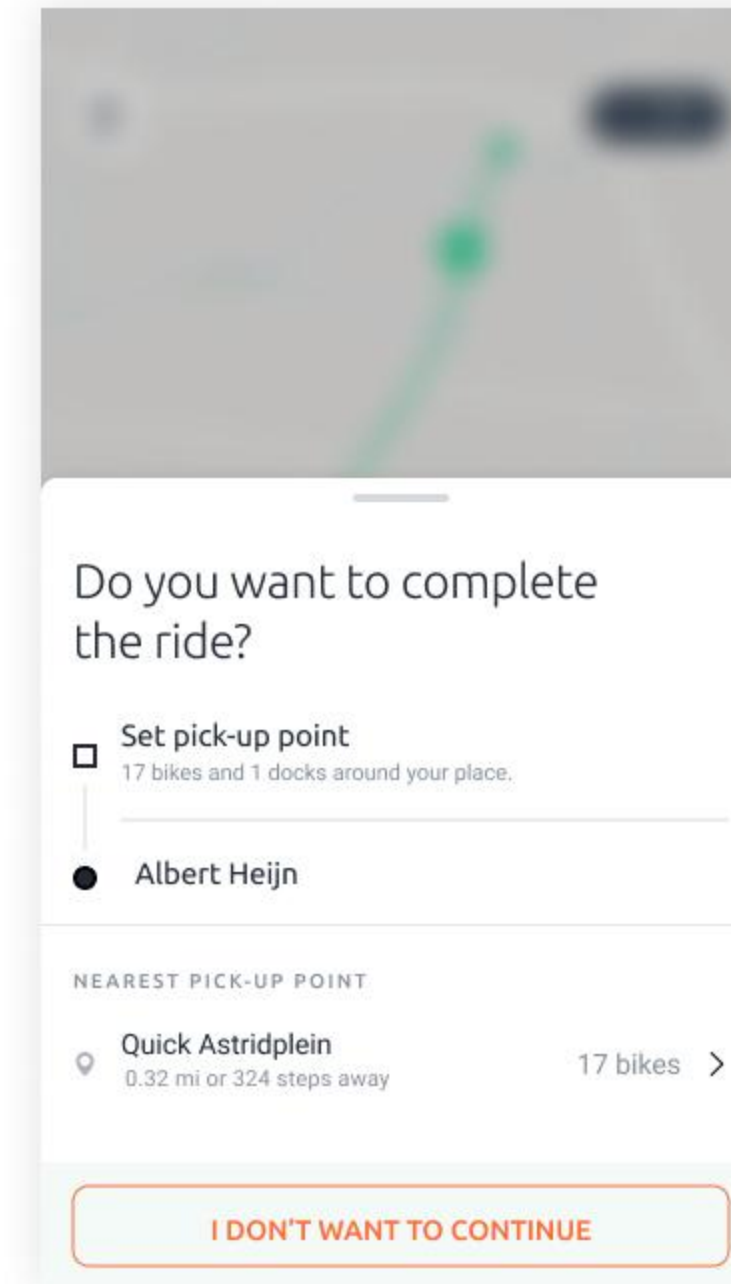 Do you want to complete
the ride?
Set pick-up point
17 bikes and 1 docks around your place.
Albert Heijn
NEAREST PICK-UP POINT
Quick Astridplein
17 bikes
0.32 mi or 324 steps away
I DON'T WANT TO CONTINUE